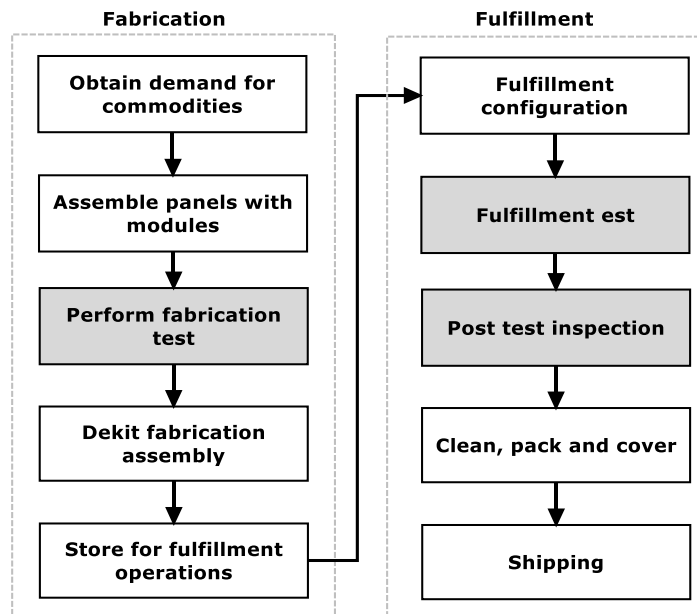 Fabrication
Obtain demand for
commodities
Assemble panels with
modules
Perform fabrication
test
Dekit fabrication
assembly
Store for fulfillment
operations
Fulfillment
Fulfillment
configuration
Fulfillment est
Post test inspection
Clean, pack and cover
Shipping